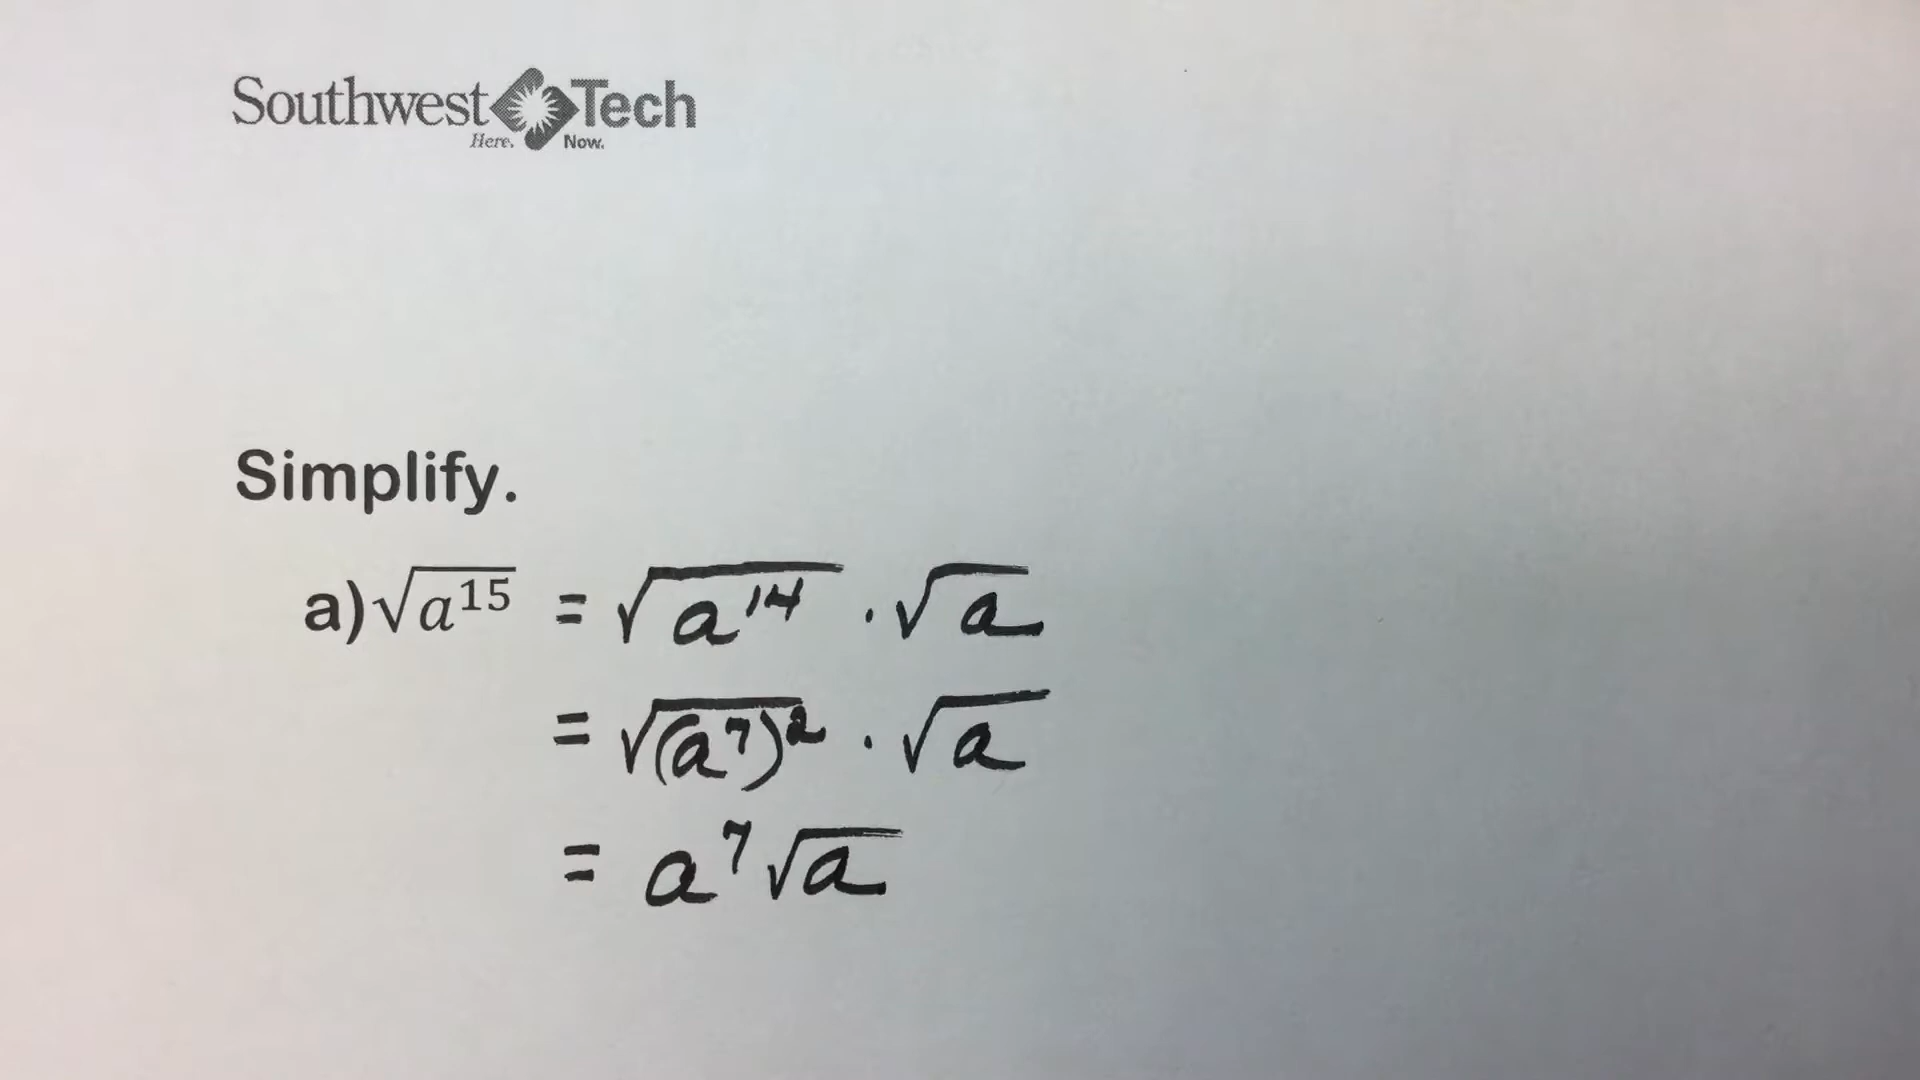 Southwest Tech
Here. Now.
Simplify.
a) √a¹⁵ = √a¹⁴ · √a
= √(a⁷)² · √a
= a⁷√a